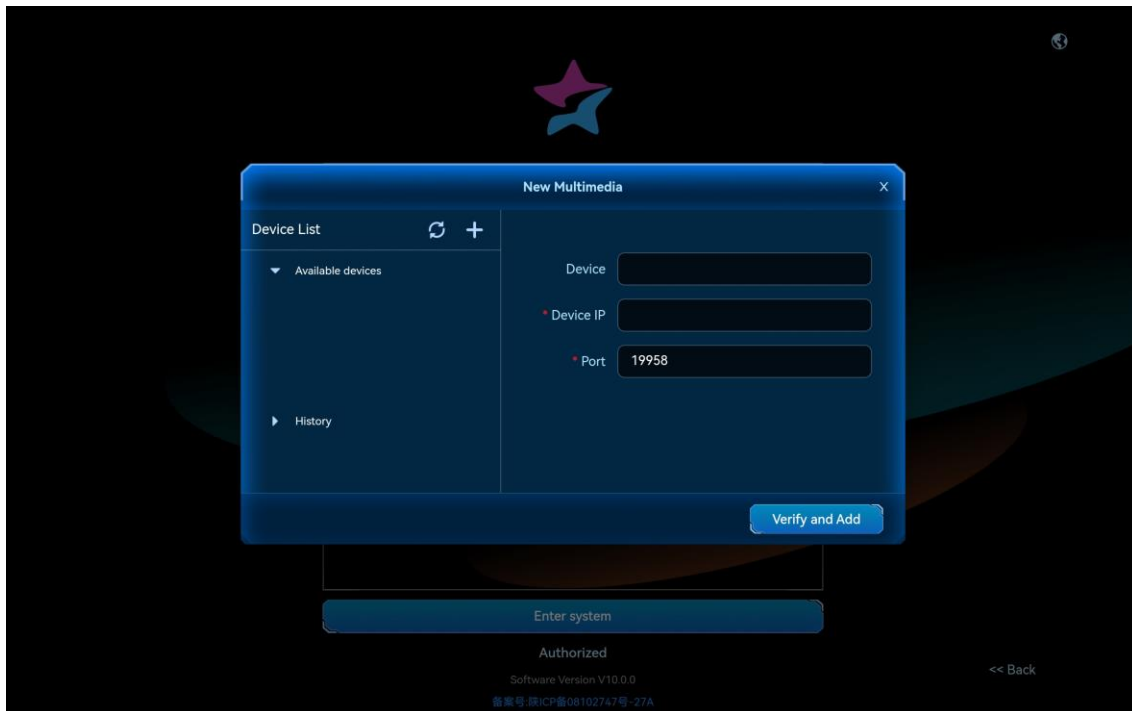 New Multimedia
X
Device List
Available devices
Device
* Device IP
* Port 19958
History
Verify and Add
Enter system
Authorized
<< Back
Software Version V10.0.0
备案号:陕ICP备08102747号-27A